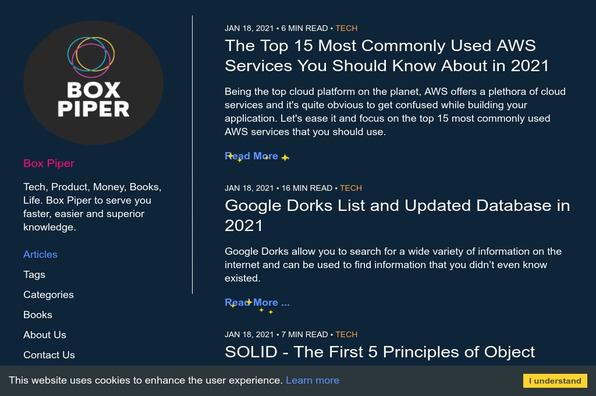 BOX
PIPER
Box Piper
Tech, Product, Money, Books,
Life. Box Piper to serve you
faster, easier and superior
knowledge.
Articles
Tags
Categories
Books
About Us
Contact Us
JAN 18, 2021 • 6 MIN READ • TECH
The Top 15 Most Commonly Used AWS
Services You Should Know About in 2021
Being the top cloud platform on the planet, AWS offers a plethora of cloud
services and it's quite obvious to get confused while building your
application. Let's ease it and focus on the top 15 most commonly used
AWS services that you should use.
Read More ...
JAN 18, 2021 • 16 MIN READ • TECH
Google Dorks List and Updated Database in
2021
Google Dorks allow you to search for a wide variety of information on the
internet and can be used to find information that you didn’t even know
existed.
Read More ...
JAN 18, 2021 • 7 MIN READ • TECH
SOLID - The First 5 Principles of Object
This website uses cookies to enhance the user experience. Learn more
I understand